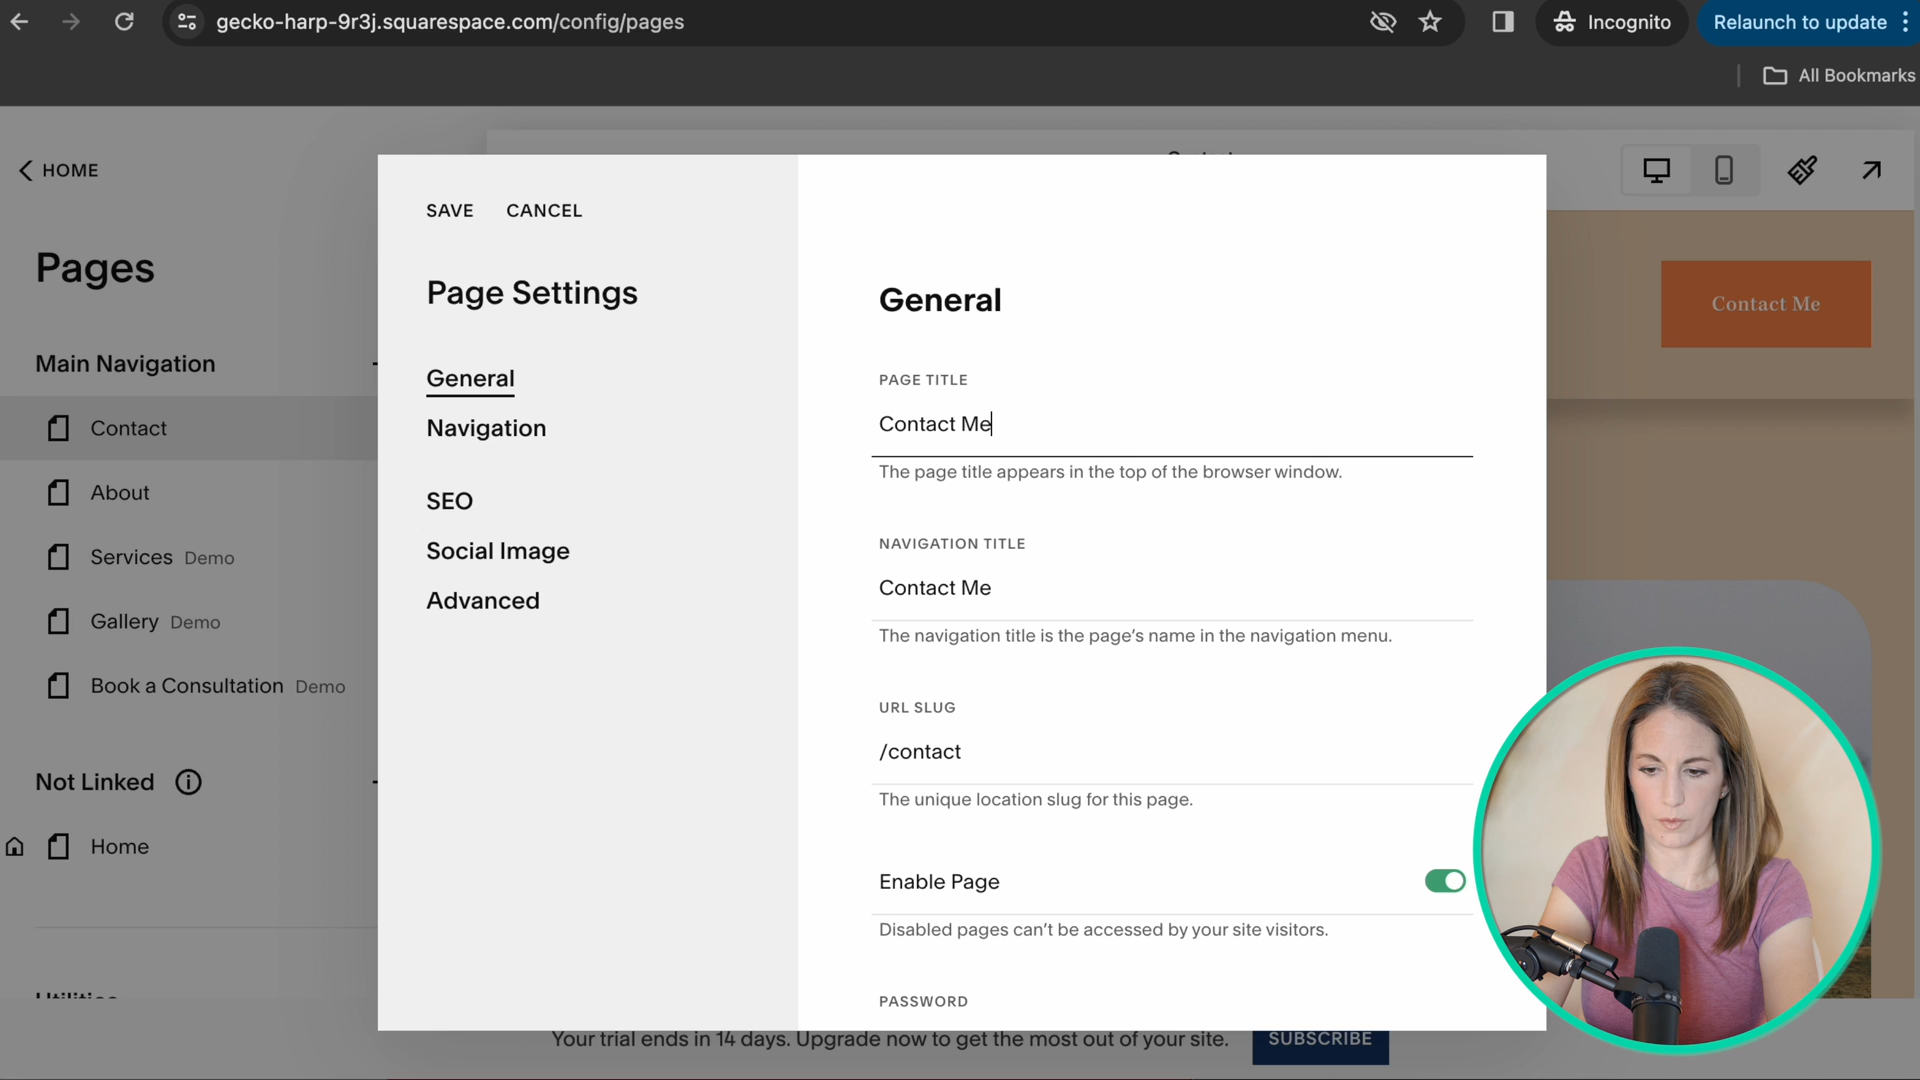 gecko-harp-9r3j.squarespace.com/config/pages
Incognito
Relaunch to update
All Bookmarks
HOME
Pages
Main Navigation
Contact
About
Services Demo
Gallery Demo
Book a Consultation Demo
Not Linked
Home
SAVE CANCEL
Page Settings
General
Navigation
SEO
Social Image
Advanced
General
PAGE TITLE
Contact Me
The page title appears in the top of the browser window.
NAVIGATION TITLE
Contact Me
The navigation title is the page’s name in the navigation menu.
URL SLUG
/contact
The unique location slug for this page.
Enable Page
Disabled pages can’t be accessed by your site visitors.
PASSWORD
Contact Me
Your trial ends in 14 days. Upgrade now to get the most out of your site.
SUBSCRIBE